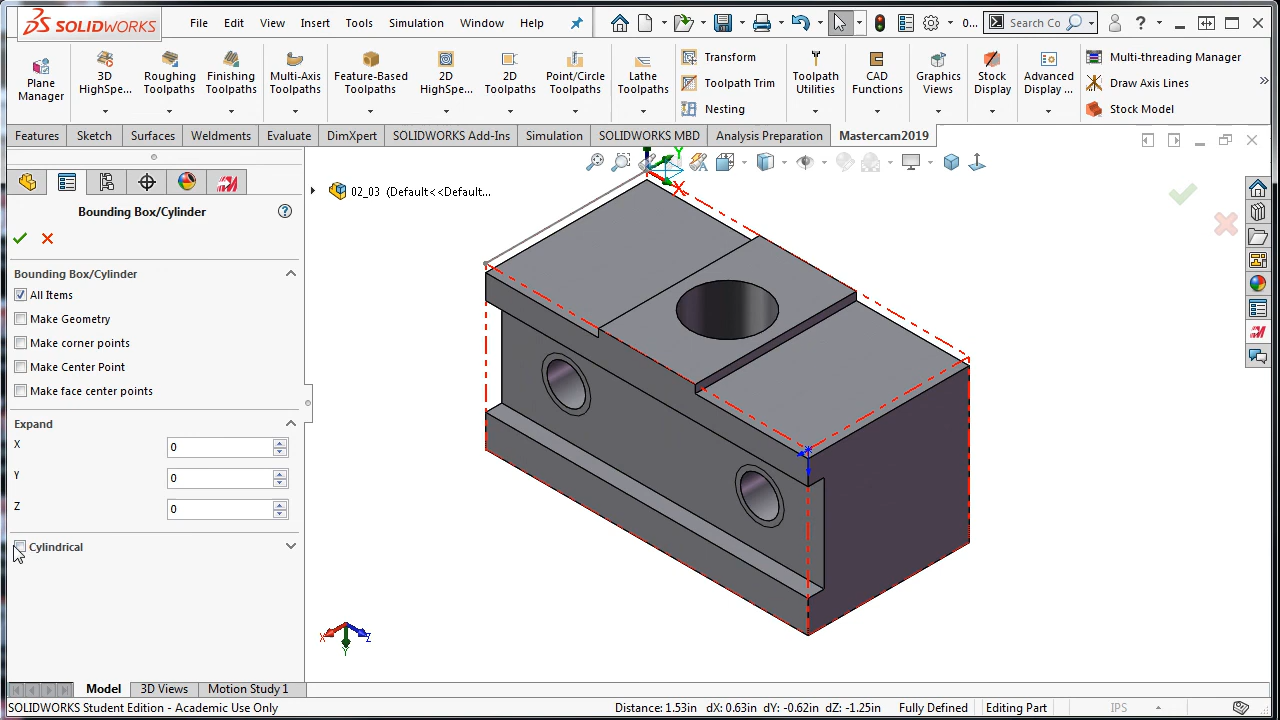 SOLIDWORKS File Edit View Insert Tools Simulation Window Help 0... Search Co
Plane Manager
3D HighSpe...
Roughing Toolpaths
Finishing Toolpaths
Multi-Axis Toolpaths
Feature-Based Toolpaths
2D HighSpe...
2D Toolpaths
Point/Circle Toolpaths
Lathe Toolpaths
Transform
Toolpath Trim
Nesting
Toolpath Utilities
CAD Functions
Graphics Views
Stock Display
Advanced Display ...
Multi-threading Manager
Draw Axis Lines
Stock Model
Features Sketch Surfaces Weldments Evaluate DimXpert SOLIDWORKS Add-Ins Simulation SOLIDWORKS MBD Analysis Preparation Mastercam2019
Y
X
02_03 (Default<<Default...
Bounding Box/Cylinder
Bounding Box/Cylinder
All Items
Make Geometry
Make corner points
Make Center Point
Make face center points
Expand
X 0
Y 0
Z 0
Cylindrical
X Z
Y
Model 3D Views Motion Study 1
SOLIDWORKS Student Edition - Academic Use Only Distance: 1.53in dX: 0.63in dY: -0.62in dZ: -1.25in Fully Defined Editing Part IPS